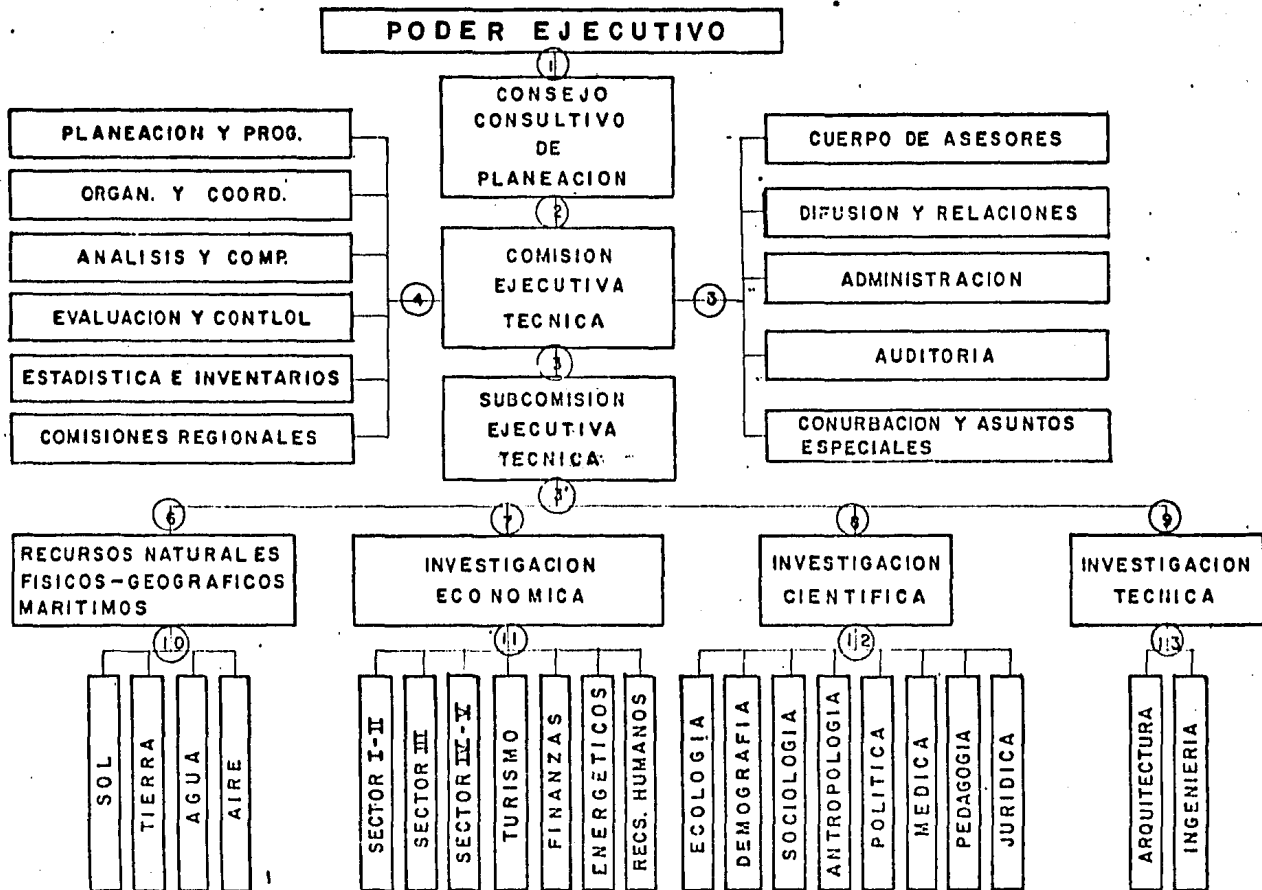 PODER EJECUTIVO
1
CONSEJO
CONSULTIVO
DE
PLANEACION
2
PLANEACION Y PROG.
ORGAN. Y COORD.
ANALISIS Y COMP.
EVALUACION Y CONTLOL
ESTADISTICA E INVENTARIOS
COMISIONES REGIONALES
4
COMISION
EJECUTIVA
TECNICA
3
CUERPO DE ASESORES
DIFUSION Y RELACIONES
ADMINISTRACION
AUDITORIA
CONURBACION Y ASUNTOS
ESPECIALES
3
SUBCOMISION
EJECUTIVA
TECNICA
3'
6
7
8
9
RECURSOS NATURALES
FISICOS-GEOGRAFICOS
MARITIMOS
INVESTIGACION
ECONOMICA
INVESTIGACION
CIENTIFICA
INVESTIGACION
TECNICA
10
11
12
13
SOL
TIERRA
AGUA
AIRE
SECTOR I-II
SECTOR III
SECTOR IV-V
TURISMO
FINANZAS
ENERGETICOS
RECS. HUMANOS
ECOLOGIA
DEMOGRAFIA
SOCIOLOGIA
ANTROPOLOGIA
POLITICA
MEDICA
PEDAGOGIA
JURIDICA
ARQUITECTURA
INGENIERIA